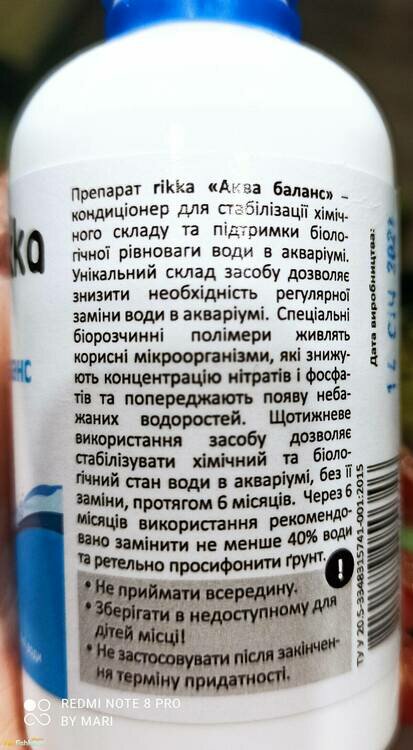 kka
нс
Препарат rikka «Аква баланс» –
кондиціонер для стабілізації хіміч-
ного складу та підтримки біоло-
гічної рівноваги води в акваріумі.
Унікальний склад засобу дозволяє
знизити необхідність регулярної
заміни води в акваріумі. Спеціальні
біорозчинні полімери живлять
корисні мікроорганізми, які знижу-
ють концентрацію нітратів і фосфа-
тів та попереджають появу неба-
жаних водоростей. Щотижневе
використання засобу дозволяє
стабілізувати хімічний та біоло-
гічний стан води в акваріумі, без її
заміни, протягом 6 місяців. Через 6
місяців використання рекомендо-
вано замінити не менше 40% води
та ретельно просифонити ґрунт.
!
• Не приймати всередину.
• Зберігати в недоступному для
дітей місці!
• Не застосовувати після закінчен-
ня терміну придатності.
Дата виробництва:
ТУ У 20.5-3348315741-001:2015
REDMI NOTE 8 PRO
BY MARI